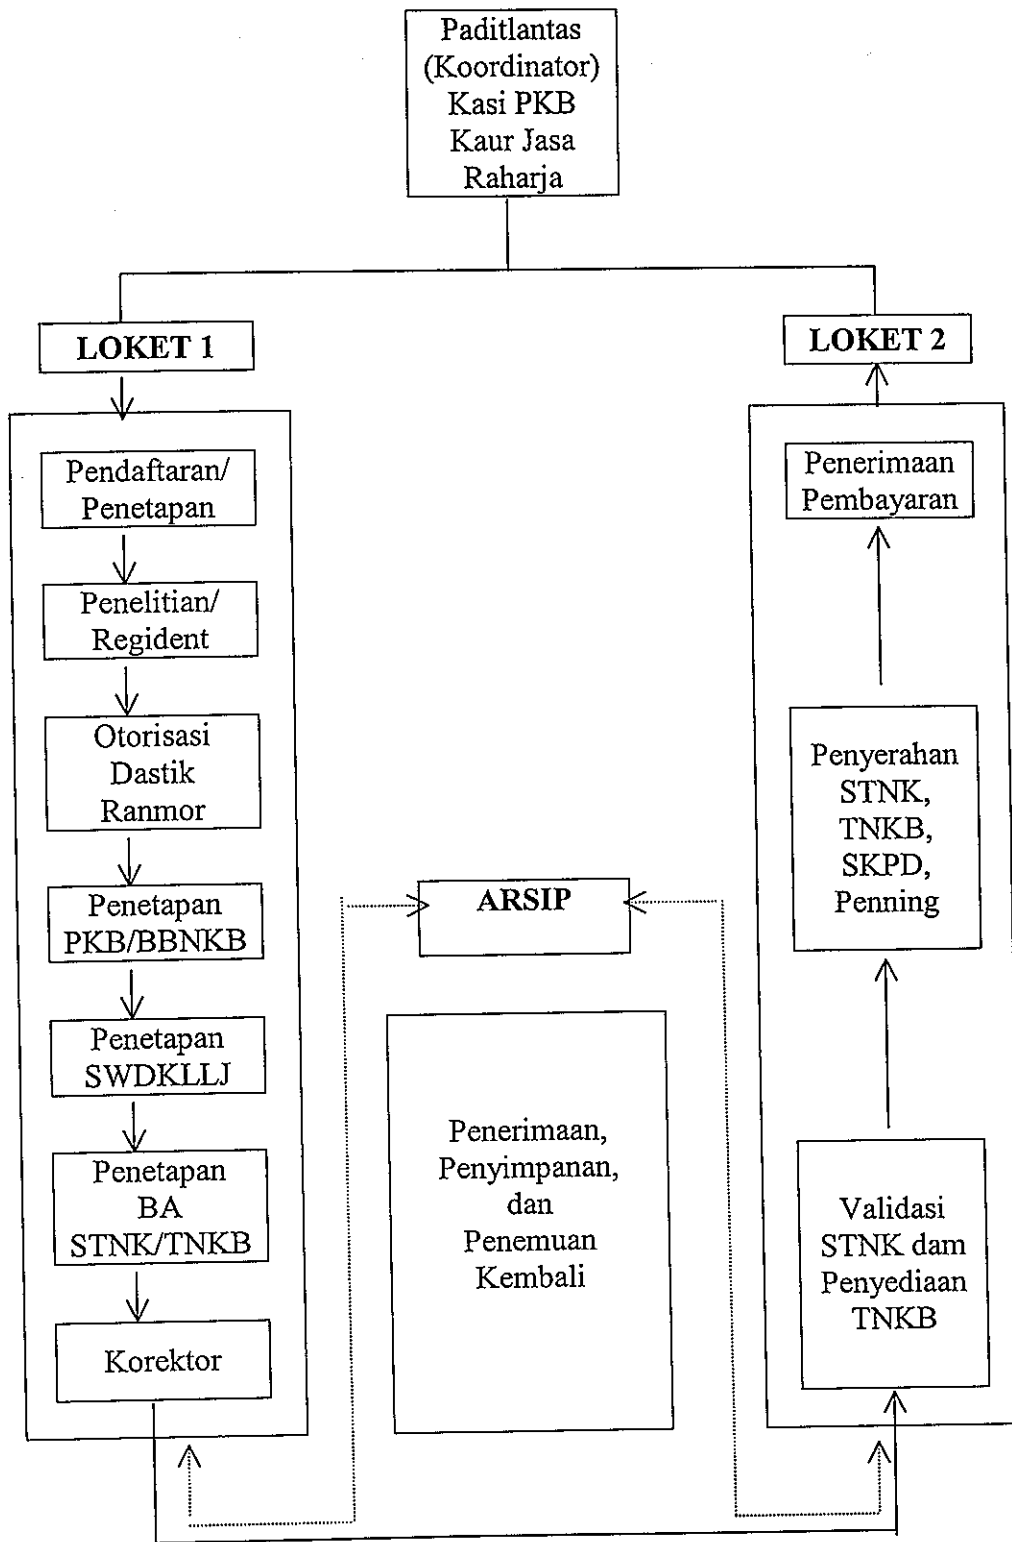 Paditlantas
(Koordinator)
Kasi PKB
Kaur Jasa
Raharja
LOKET 1
Pendaftaran/
Penetapan
Penelitian/
Regident
Otorisasi
Dastik
Ranmor
Penetapan
PKB/BBNKB
Penetapan
SWDKLLJ
Penetapan
BA
STNK/TNKB
Korektor
ARSIP
Penerimaan,
Penyimpanan,
dan
Penemuan
Kembali
LOKET 2
Penerimaan
Pembayaran
Penyerahan
STNK,
TNKB,
SKPD,
Penning
Validasi
STNK dam
Penyediaan
TNKB